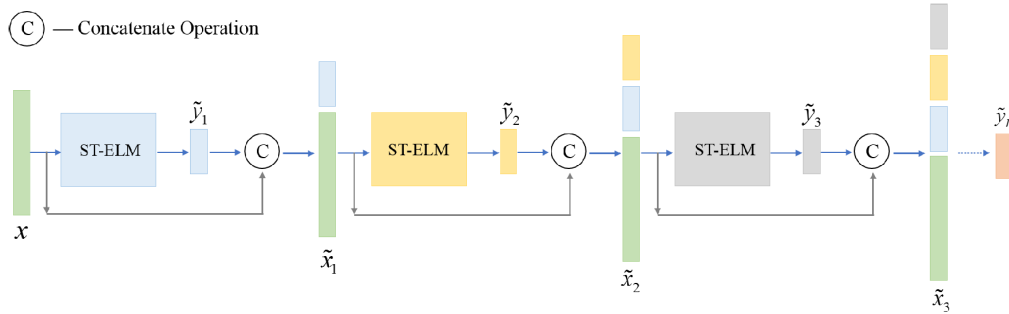 C — Concatenate Operation
ỹ₁ ỹ₂ ỹ₃
ST-ELM C ST-ELM C ST-ELM C
x x̃₁ x̃₂ x̃₃